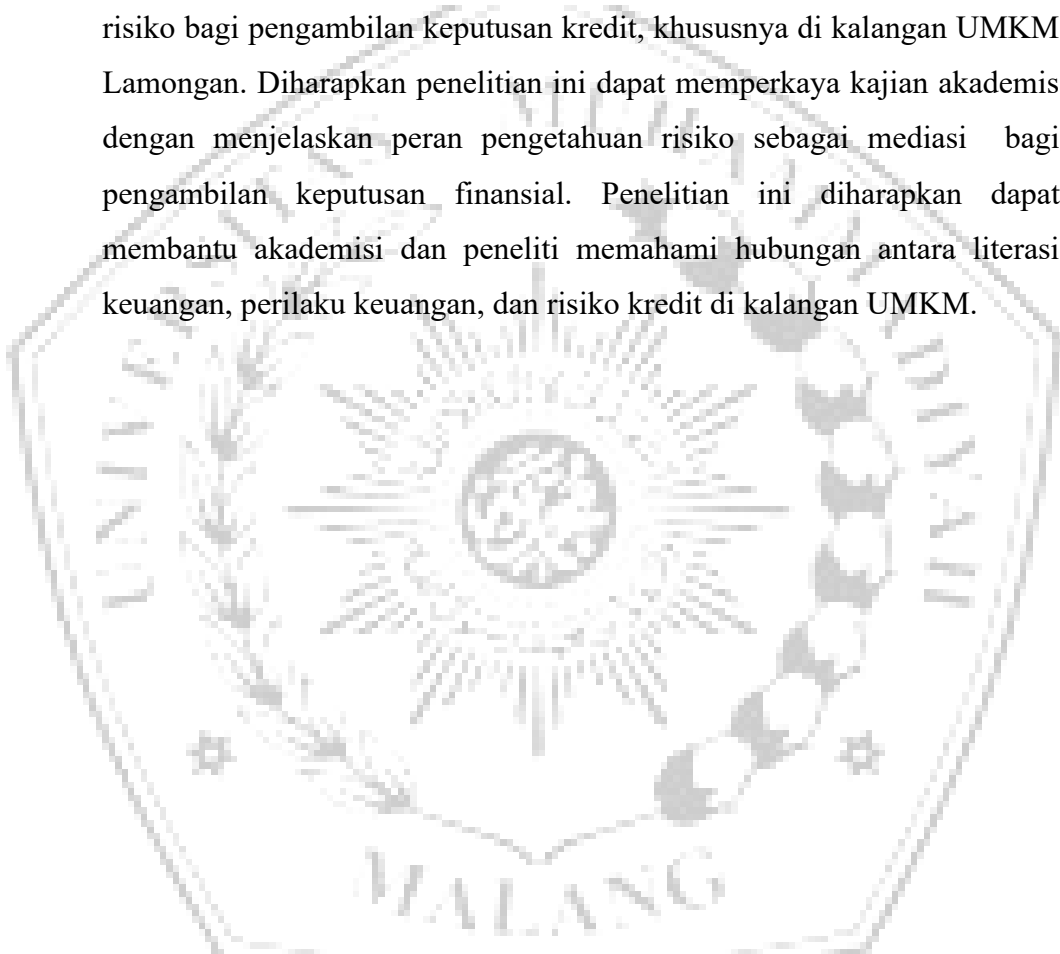 risiko bagi pengambilan keputusan kredit, khususnya di kalangan UMKM
Lamongan. Diharapkan penelitian ini dapat memperkaya kajian akademis
dengan menjelaskan peran pengetahuan risiko sebagai mediasi bagi
pengambilan keputusan finansial. Penelitian ini diharapkan dapat
membantu akademisi dan peneliti memahami hubungan antara literasi
keuangan, perilaku keuangan, dan risiko kredit di kalangan UMKM.
MALANG